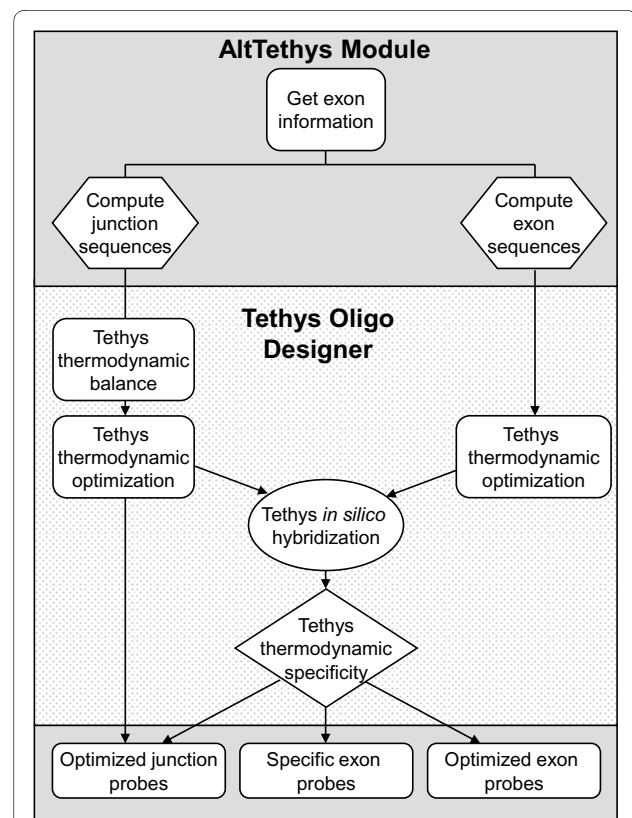 AltTethys Module
Get exon
information
Compute
junction
sequences
Compute
exon
sequences
Tethys Oligo
Designer
Tethys
thermodynamic
balance
Tethys
thermodynamic
optimization
Tethys
thermodynamic
optimization
Tethys in silico
hybridization
Tethys
thermodynamic
specificity
Optimized junction
probes
Specific exon
probes
Optimized exon
probes